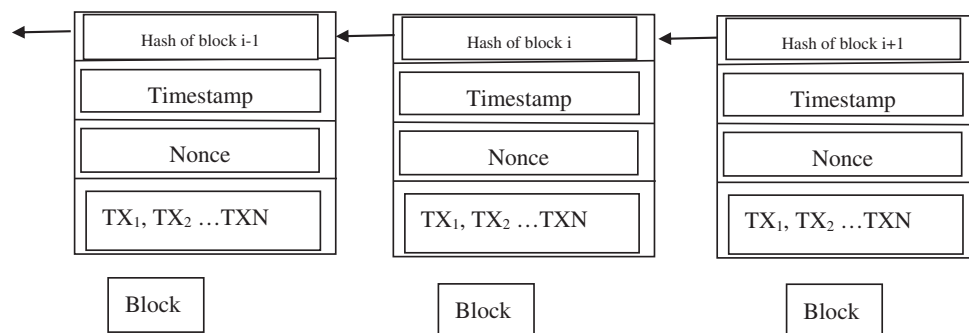 Hash of block i-1
Timestamp
Nonce
TX₁, TX₂ …TXN
Block
Hash of block i
Timestamp
Nonce
TX₁, TX₂ …TXN
Block
Hash of block i+1
Timestamp
Nonce
TX₁, TX₂ …TXN
Block